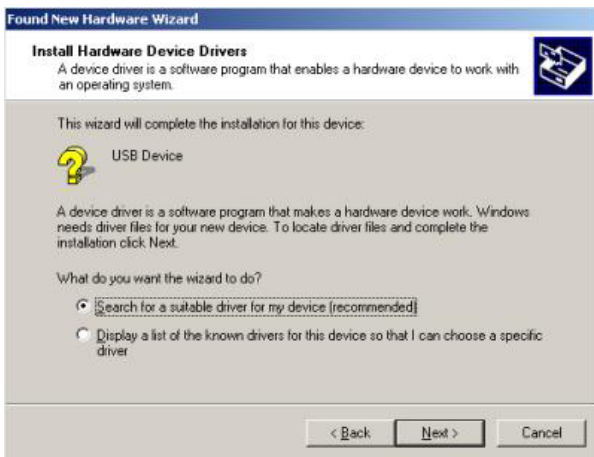 Found New Hardware Wizard
Install Hardware Device Drivers
A device driver is a software program that enables a hardware device to work with
an operating system.
This wizard will complete the installation for this device:
USB Device
A device driver is a software program that makes a hardware device work. Windows
needs driver files for your new device. To locate driver files and complete the
installation click Next.
What do you want the wizard to do?
Search for a suitable driver for my device (recommended)
Display a list of the known drivers for this device so that I can choose a specific
driver
< Back Next > Cancel